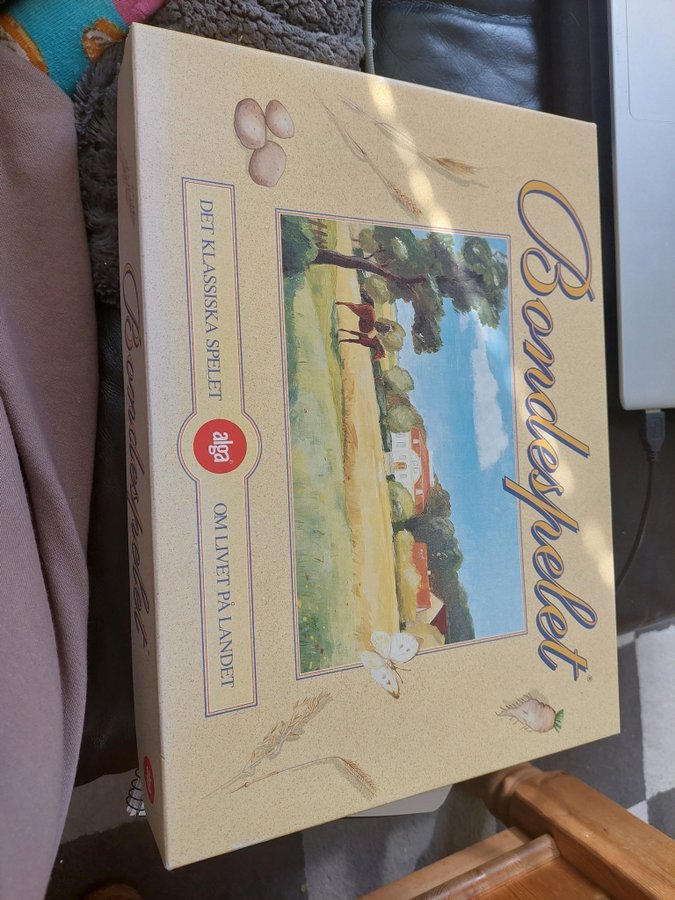 Bondespelet®
DET KLASSISKA SPELET
alga®
OM LIVET PÅ LANDET
Bondespelet